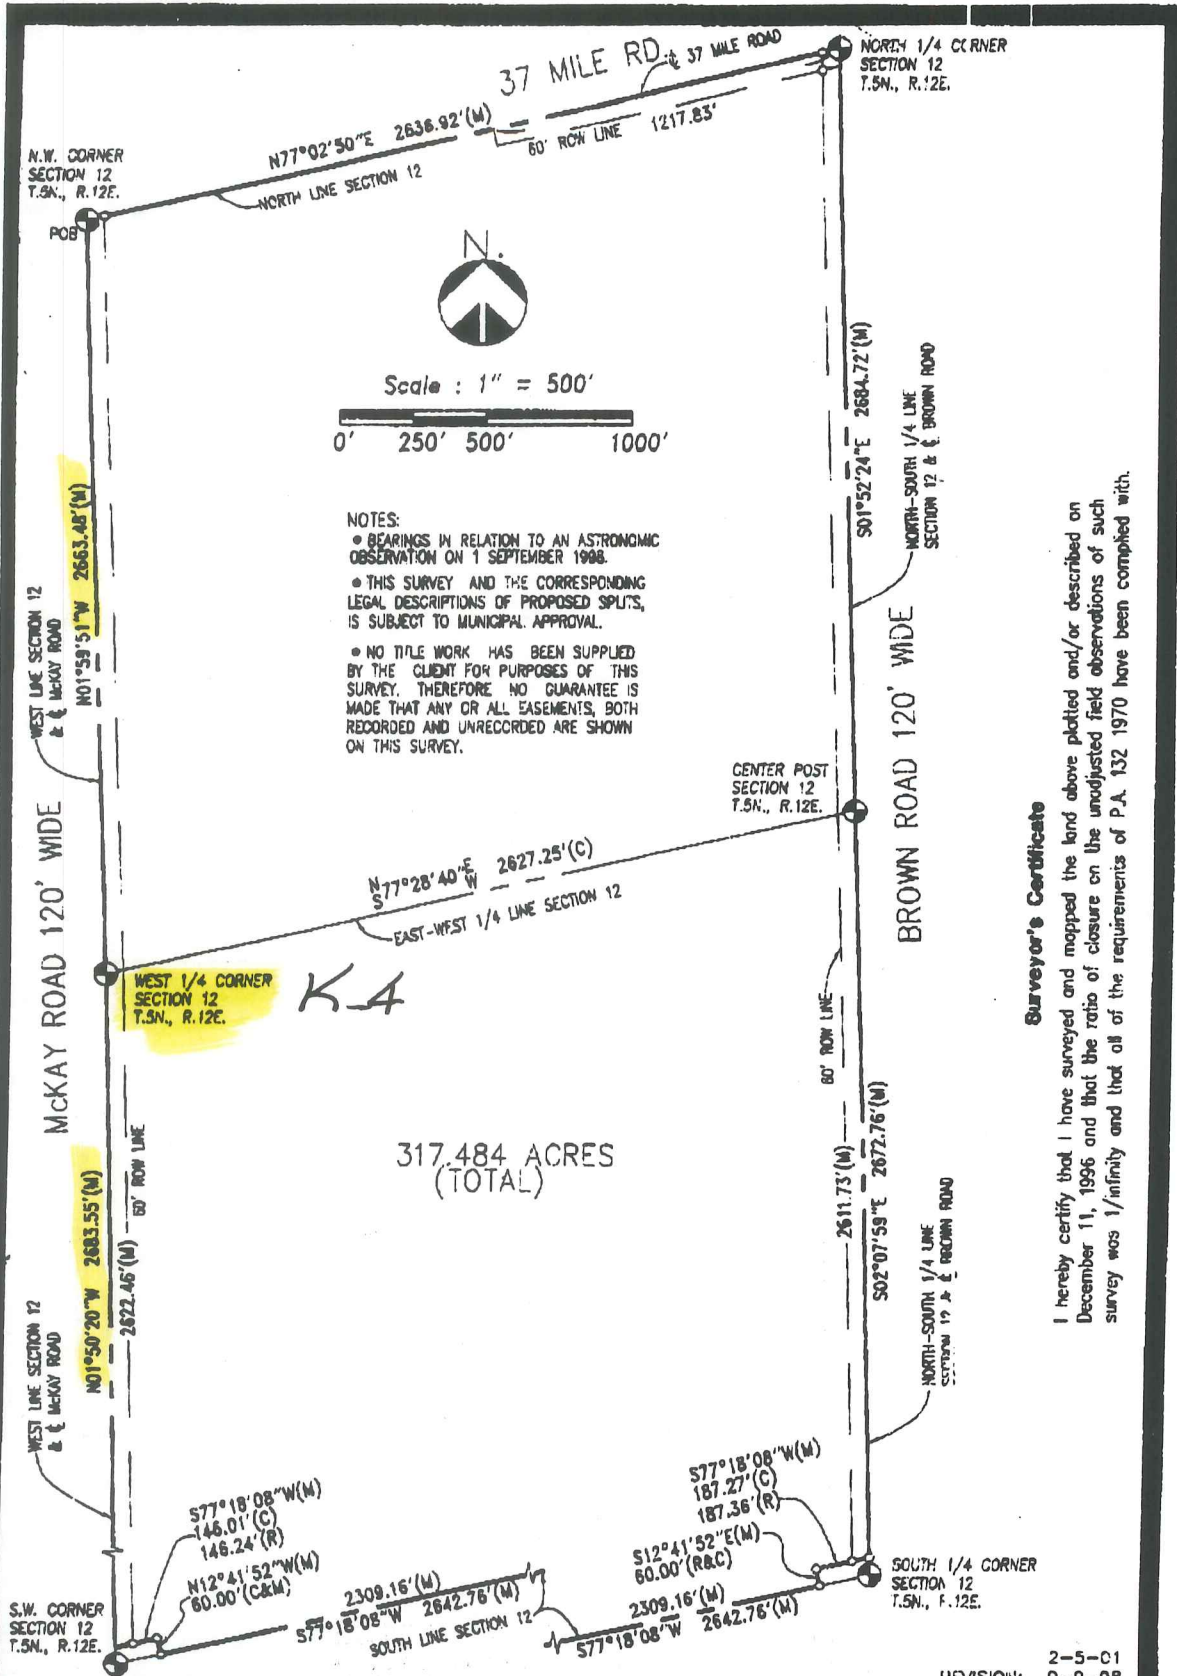 37 MILE RD.
℄ 37 MILE ROAD
NORTH 1/4 CORNER
SECTION 12
T.5N., R.12E.
N77°02'50"E 2636.92'(M)
60' ROW LINE 1217.83'
N.W. CORNER
SECTION 12
T.5N., R.12E.
NORTH LINE SECTION 12
POB
N.
Scale : 1" = 500'
0' 250' 500' 1000'
NOTES:
• BEARINGS IN RELATION TO AN ASTRONOMIC
OBSERVATION ON 1 SEPTEMBER 1998.
• THIS SURVEY AND THE CORRESPONDING
LEGAL DESCRIPTIONS OF PROPOSED SPLITS,
IS SUBJECT TO MUNICIPAL APPROVAL.
• NO TITLE WORK HAS BEEN SUPPLIED
BY THE CLIENT FOR PURPOSES OF THIS
SURVEY. THEREFORE NO GUARANTEE IS
MADE THAT ANY OR ALL EASEMENTS, BOTH
RECORDED AND UNRECORDED ARE SHOWN
ON THIS SURVEY.
WEST LINE SECTION 12
& ℄ McKAY ROAD
N01°59'51"W 2663.48'(M)
S01°52'24"E 2684.72'(M)
NORTH-SOUTH 1/4 LINE
SECTION 12 & ℄ BROWN ROAD
McKAY ROAD 120' WIDE
BROWN ROAD 120' WIDE
CENTER POST
SECTION 12
T.5N., R.12E.
N
S77°28'40"E
W 2627.25'(C)
EAST-WEST 1/4 LINE SECTION 12
WEST 1/4 CORNER
SECTION 12
T.5N., R.12E.
K-4
60' ROW LINE
60' ROW LINE
317.484 ACRES
(TOTAL)
N01°50'20"W 2683.55'(M)
2622.46'(M)
WEST LINE SECTION 12
& ℄ McKAY ROAD
2611.73'(M)
S02°07'59"E 2672.76'(M)
NORTH-SOUTH 1/4 LINE
SECTION 12 & ℄ BROWN ROAD
S77°18'08"W(M)
146.01'(C)
146.24'(R)
N12°41'52"W(M)
60.00'(C&M)
S77°18'08"W(M)
187.27'(C)
187.36'(R)
S12°41'52"E(M)
60.00'(R&C)
2309.16'(M)
S77°18'08"W 2642.76'(M)
SOUTH LINE SECTION 12
2309.16'(M)
S77°18'08"W 2642.76'(M)
S.W. CORNER
SECTION 12
T.5N., R.12E.
SOUTH 1/4 CORNER
SECTION 12
T.5N., R.12E.
Surveyor's Certificate
I hereby certify that I have surveyed and mapped the land above plotted and/or described on
December 11, 1996 and that the ratio of closure on the unadjusted field observations of such
survey was 1/infinity and that all of the requirements of P.A. 132 1970 have been complied with.
2-5-01
REVISION: